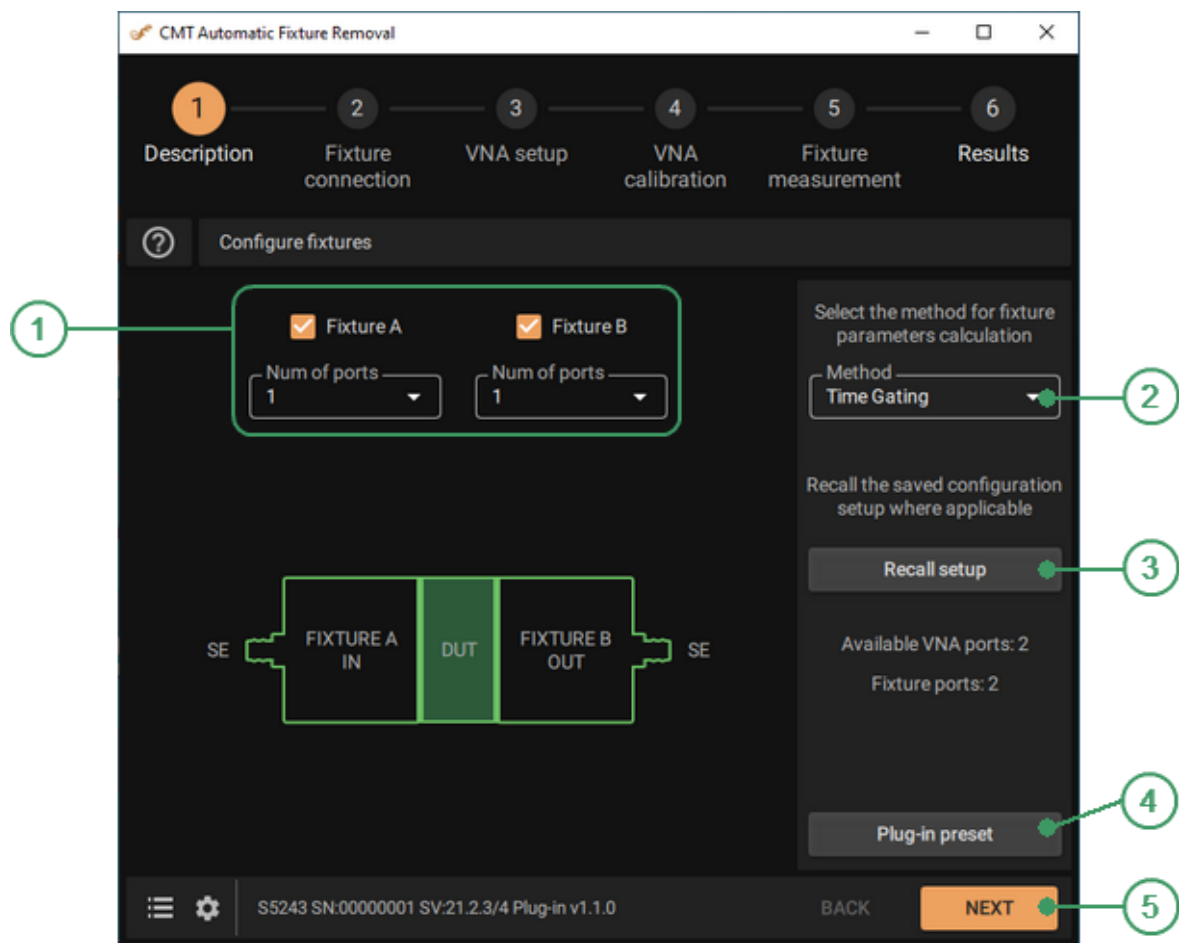 CMT Automatic Fixture Removal
1 2 3 4 5 6
Description Fixture connection VNA setup VNA calibration Fixture measurement Results
? Configure fixtures
1
Fixture A Fixture B
Num of ports Num of ports
1 1
Select the method for fixture
parameters calculation
Method
Time Gating
2
Recall the saved configuration
setup where applicable
Recall setup
3
SE FIXTURE A IN DUT FIXTURE B OUT SE
Available VNA ports: 2
Fixture ports: 2
Plug-in preset
4
S5243 SN:00000001 SV:21.2.3/4 Plug-in v1.1.0
BACK
NEXT
5